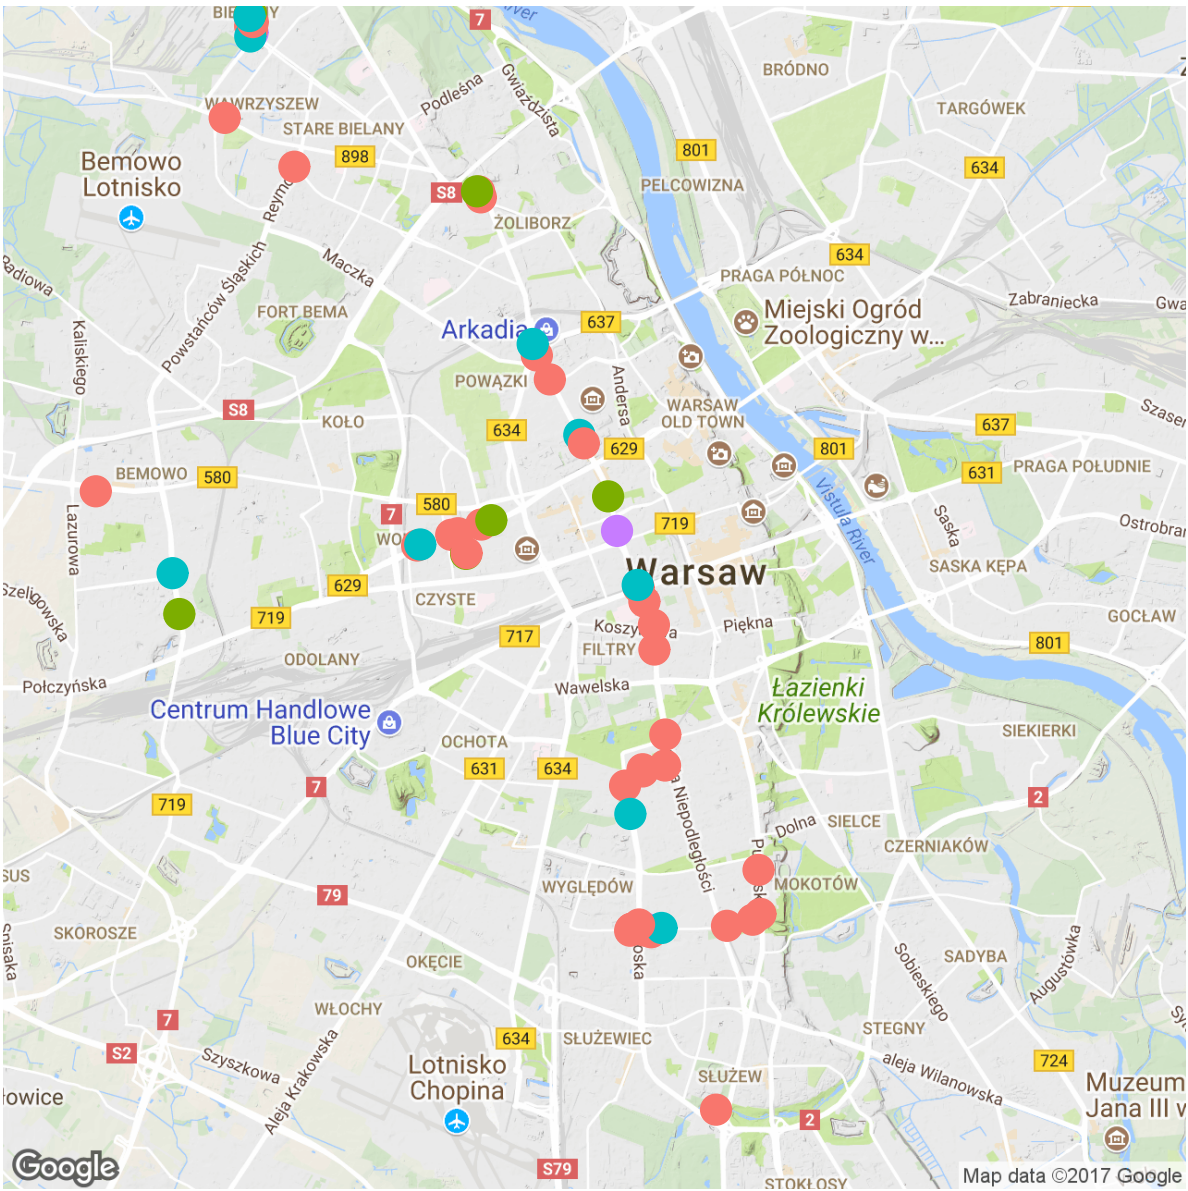 7
River
BRÓDNO
Podleśna
Gwiaździsta
WAWRZYSZEW
TARGÓWEK
STARE BIELANY
898
801
634
Bemowo
Lotnisko
S8
PELCOWIZNA
ŻOLIBORZ
Maczka
Radiowa
Powstańców Śląskich
634
PRAGA PÓŁNOC
Zabraniecka
FORT BEMA
637
Miejski Ogród
Zoologiczny w...
Arkadia
Kaliskiego
POWĄZKI
Andersa
WARSAW
OLD TOWN
S8
KOŁO
634
629
801
637
BEMOWO
580
631
PRAGA POŁUDNIE
580
7
719
Vistula River
Saska
Lazurowa
Warsaw
SASKA KĘPA
629
CZYSTE
719
717
Piękna
GOCŁAW
FILTRY
801
ODOLANY
Połczyńska
Wawelska
Łazienki
Królewskie
Centrum Handlowe
Blue City
OCHOTA
SIEKIERKI
631
634
7
2
719
Dolna
SIELCE
CZERNIAKÓW
WYGLĘDÓW
MOKOTÓW
79
SKOROSZE
OKĘCIE
Sobieskiego
SADYBA
Augustówka
WŁOCHY
7
634
SŁUŻEWIEC
STEGNY
S2
Szyszkowa
Aleja Krakowska
Lotnisko
Chopina
SŁUŻEW
aleja Wilanowska
724
Muzeum
Jana III w
2
S79
STOKŁOSY
Google
Map data ©2017 Google